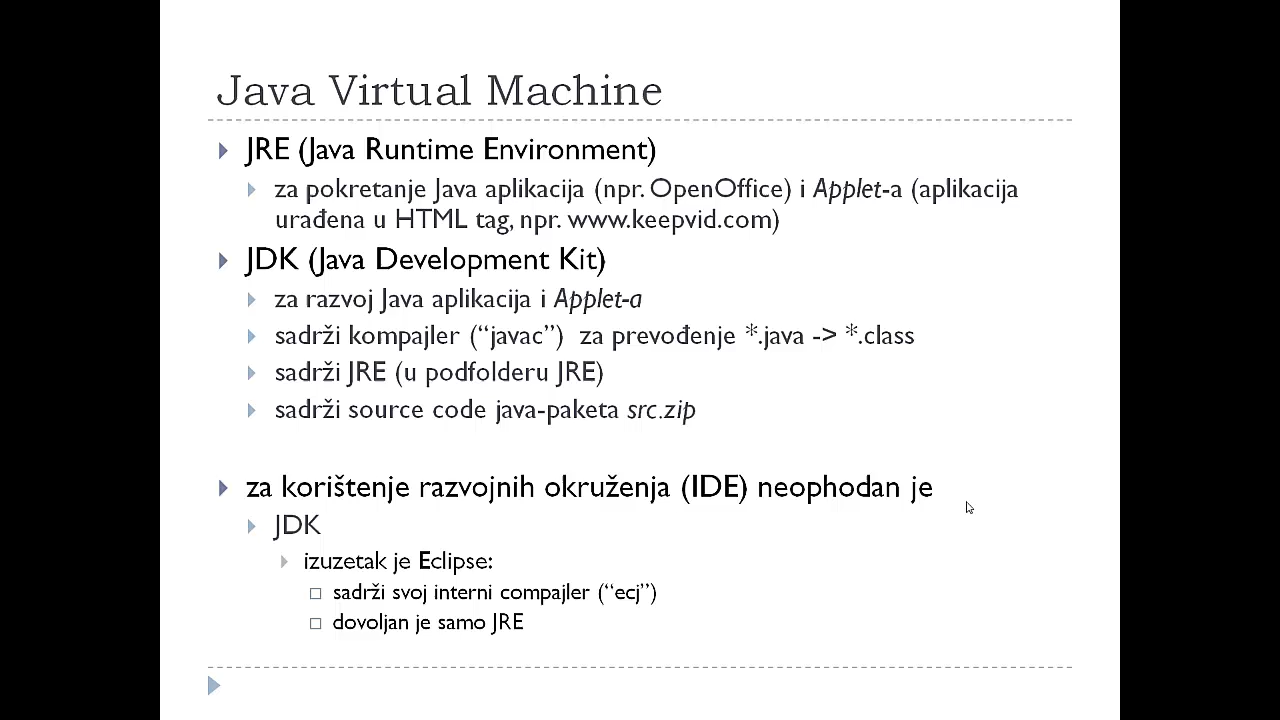 Java Virtual Machine
JRE (Java Runtime Environment)
za pokretanje Java aplikacija (npr. OpenOffice) i Applet-a (aplikacija
urađena u HTML tag, npr. www.keepvid.com)
JDK (Java Development Kit)
za razvoj Java aplikacija i Applet-a
sadrži kompajler (“javac”) za prevođenje *.java -> *.class
sadrži JRE (u podfolderu JRE)
sadrži source code java-paketa src.zip
za korištenje razvojnih okruženja (IDE) neophodan je
JDK
izuzetak je Eclipse:
sadrži svoj interni compajler (“ecj”)
dovoljan je samo JRE